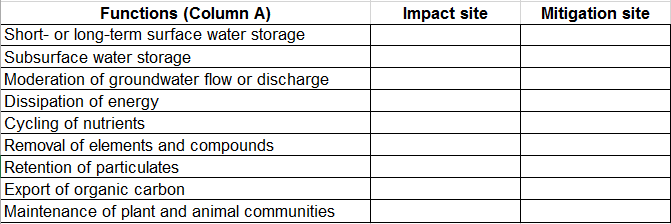 Functions (Column A) Impact site Mitigation site
Short- or long-term surface water storage
Subsurface water storage
Moderation of groundwater flow or discharge
Dissipation of energy
Cycling of nutrients
Removal of elements and compounds
Retention of particulates
Export of organic carbon
Maintenance of plant and animal communities